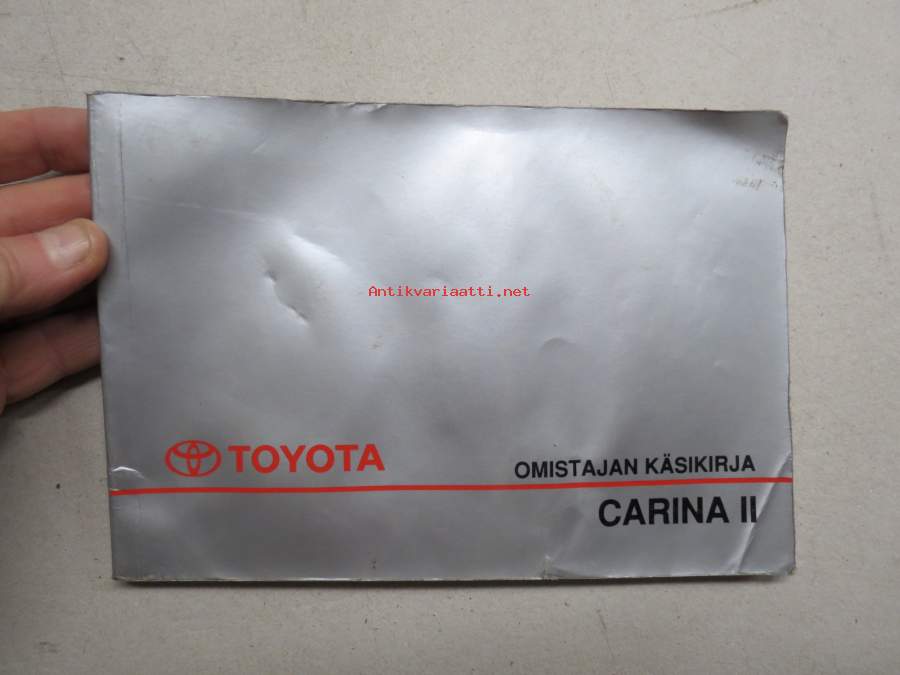 Antikvariaatti.net
TOYOTA
OMISTAJAN KÄSIKIRJA
CARINA II